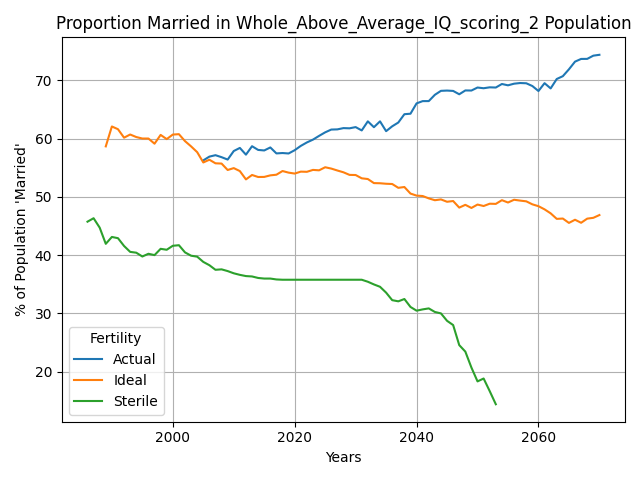 Proportion Married in Whole_Above_Average_IQ_scoring_2 Population
% of Population 'Married'
70
60
50
40
30
20
Fertility
Actual
Ideal
Sterile
2000
2020
2040
2060
Years